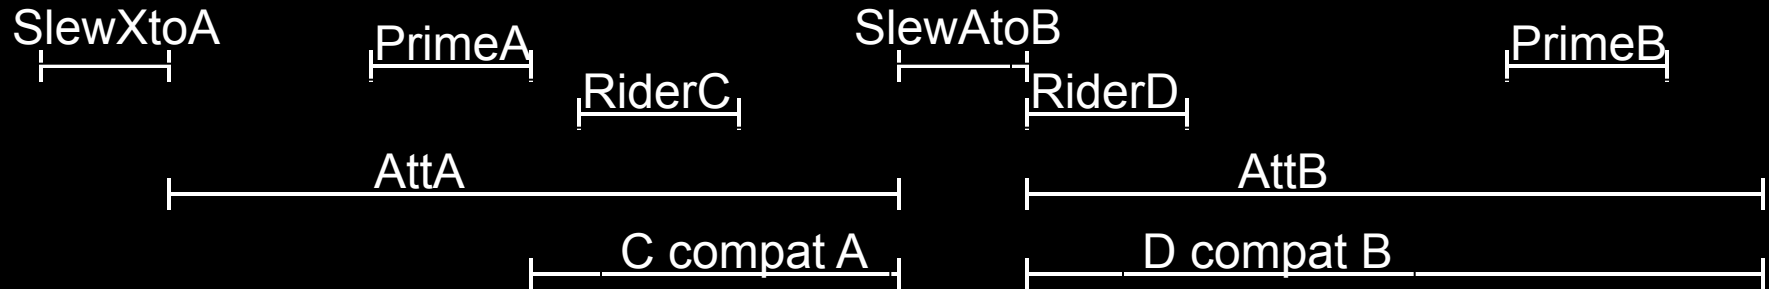 SlewXtoA
SlewAtoB
PrimeA
PrimeB
RiderC
RiderD
AttA
AttB
C compat A
D compat B